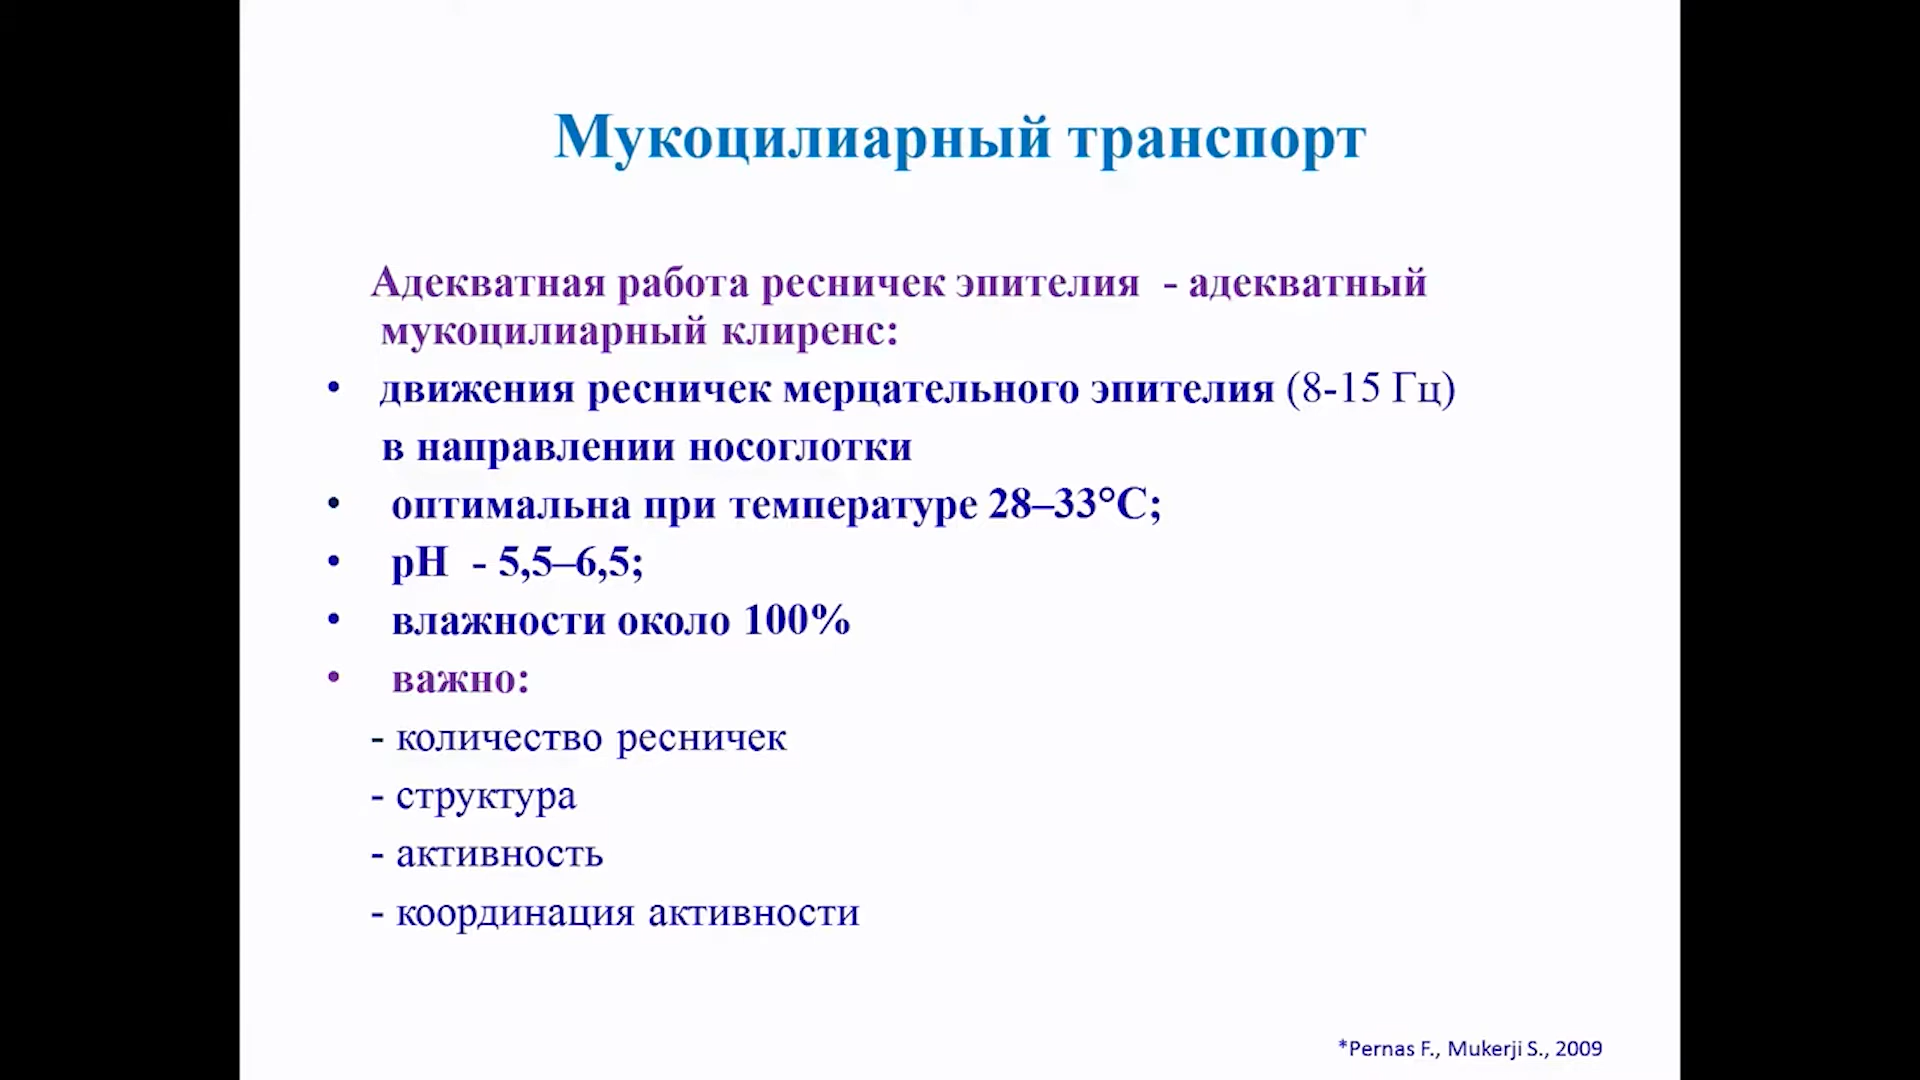 Мукоцилиарный транспорт
Адекватная работа ресничек эпителия - адекватный
мукоцилиарный клиренс:
• движения ресничек мерцательного эпителия (8-15 Гц)
в направлении носоглотки
• оптимальна при температуре 28–33°С;
• рН - 5,5–6,5;
• влажности около 100%
• важно:
- количество ресничек
- структура
- активность
- координация активности
*Pernas F., Mukerji S., 2009